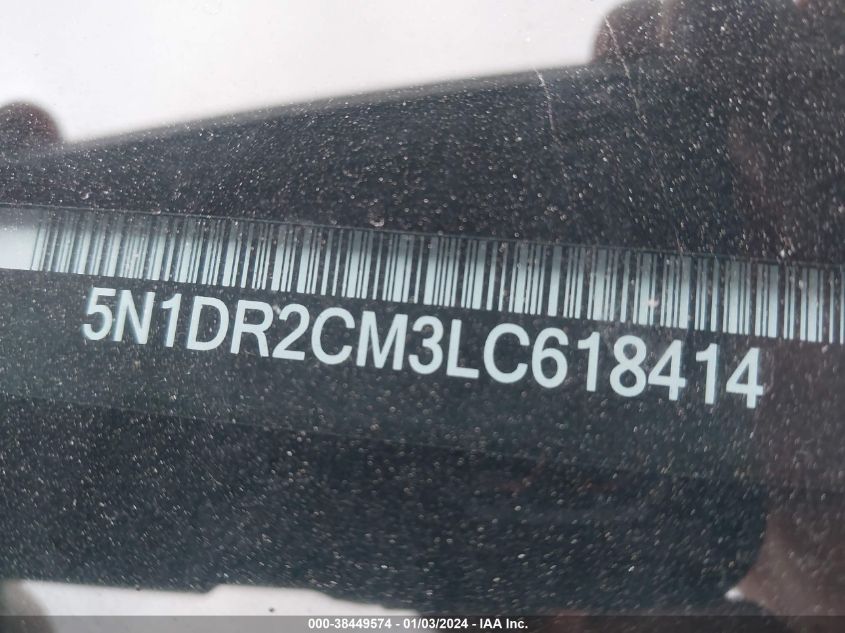 5N1DR2CM3LC618414
000-38449574 - 01/03/2024 - IAA Inc.